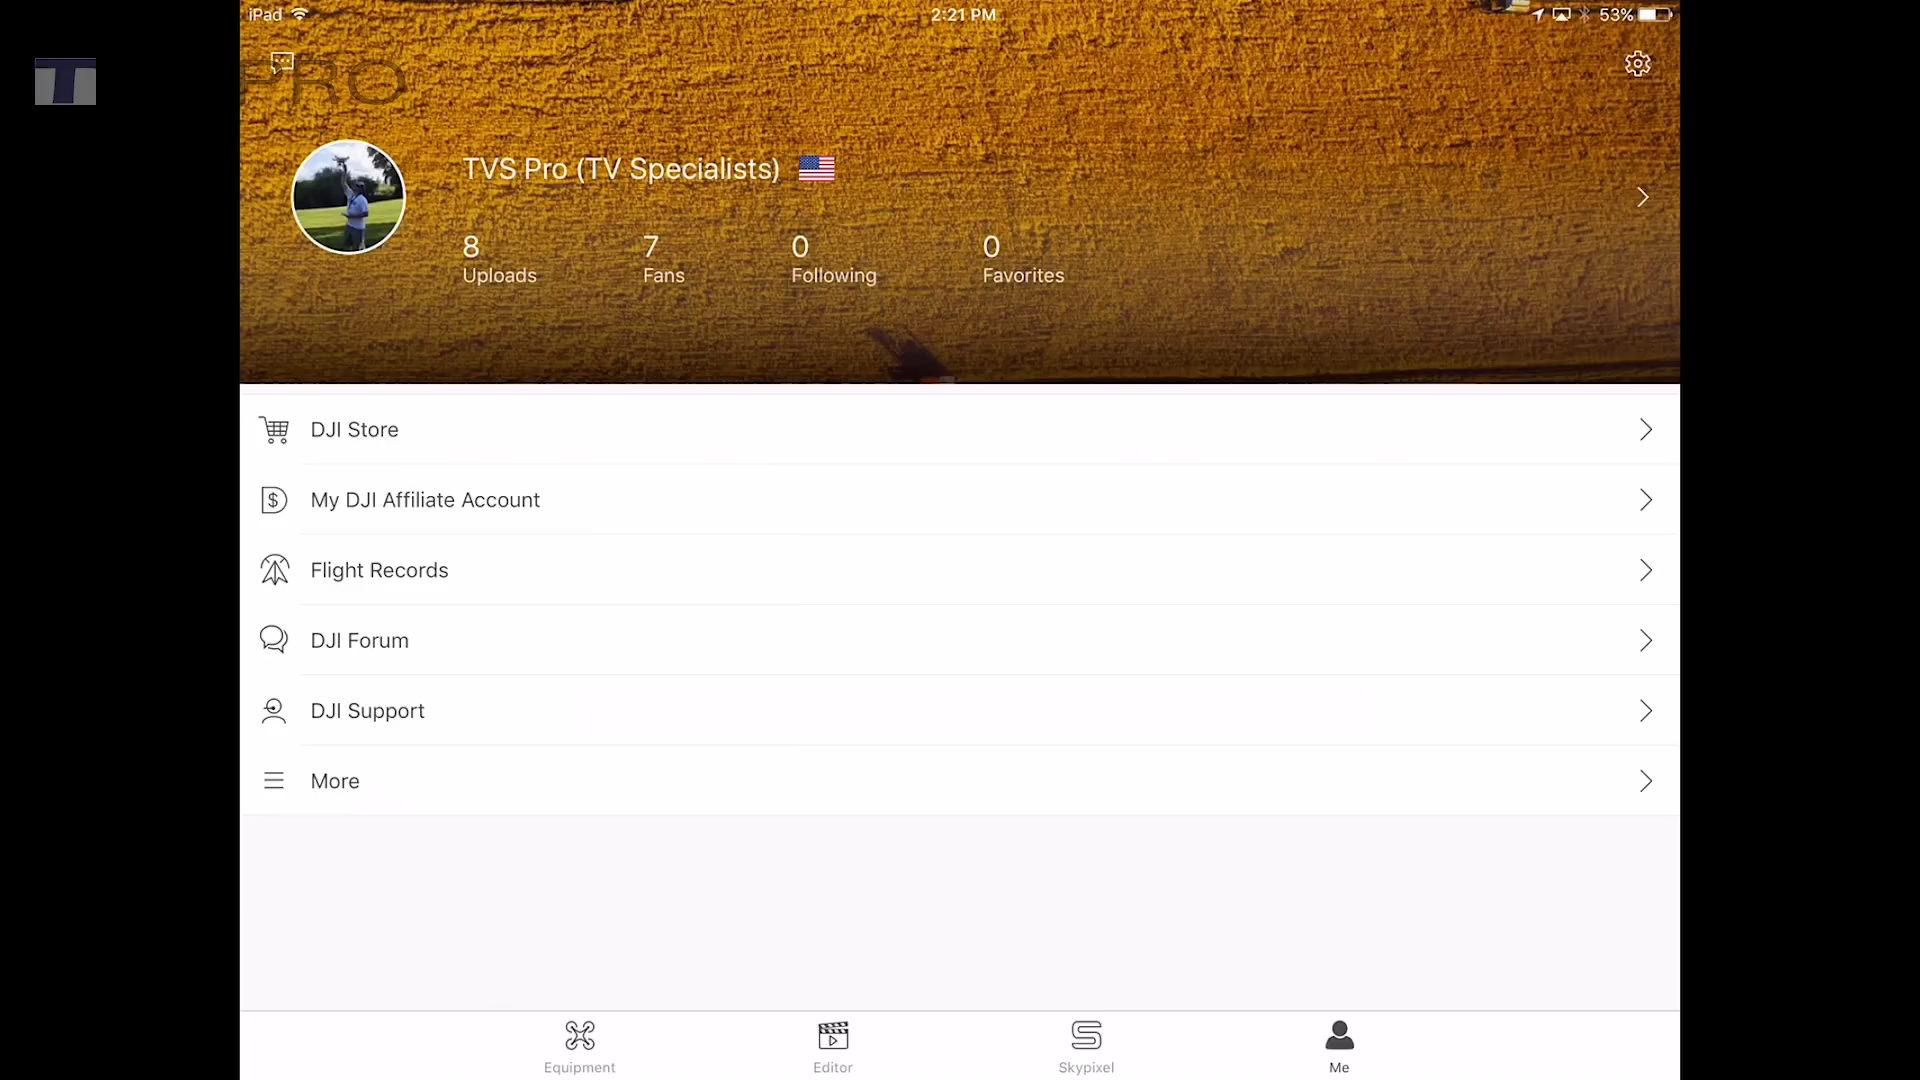 iPad
2:21 PM
53%
T
PRO
TVS Pro (TV Specialists)
8
7
0
0
Uploads
Fans
Following
Favorites
DJI Store
$
My DJI Affiliate Account
Flight Records
DJI Forum
DJI Support
More
Equipment
Editor
Skypixel
Me